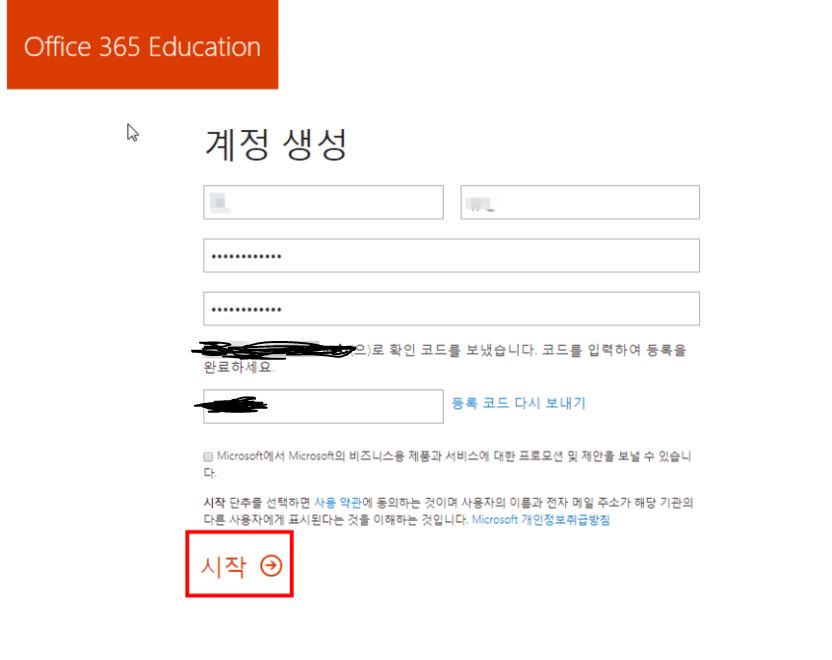 Office 365 Education
계정 생성
••••••••••••
••••••••••••
(으)로 확인 코드를 보냈습니다. 코드를 입력하여 등록을
완료하세요.
등록 코드 다시 보내기
Microsoft에서 Microsoft의 비즈니스용 제품과 서비스에 대한 프로모션 및 제안을 보낼 수 있습니
다.
시작 단추를 선택하면 사용 약관에 동의하는 것이며 사용자의 이름과 전자 메일 주소가 해당 기관의
다른 사용자에게 표시된다는 것을 이해하는 것입니다. Microsoft 개인정보취급방침
시작